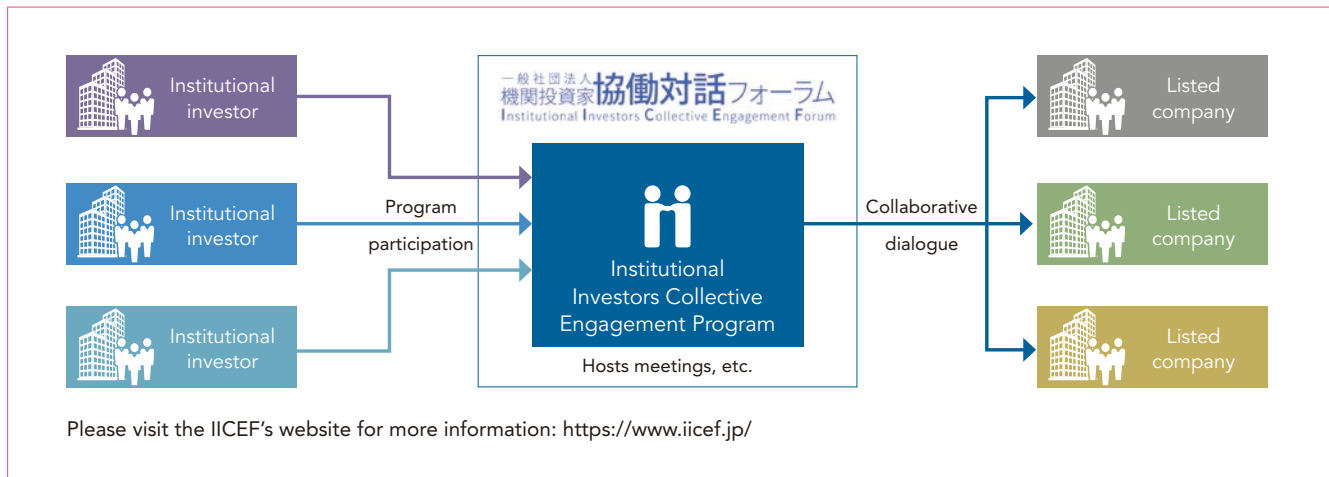 Institutional
investor
Institutional
investor
Institutional
investor
Program
participation
一般社団法人
機関投資家協働対話フォーラム
Institutional Investors Collective Engagement Forum
Institutional
Investors Collective
Engagement Program
Hosts meetings, etc.
Collaborative
dialogue
Listed
company
Listed
company
Listed
company
Please visit the IICEF's website for more information: https://www.iicef.jp/